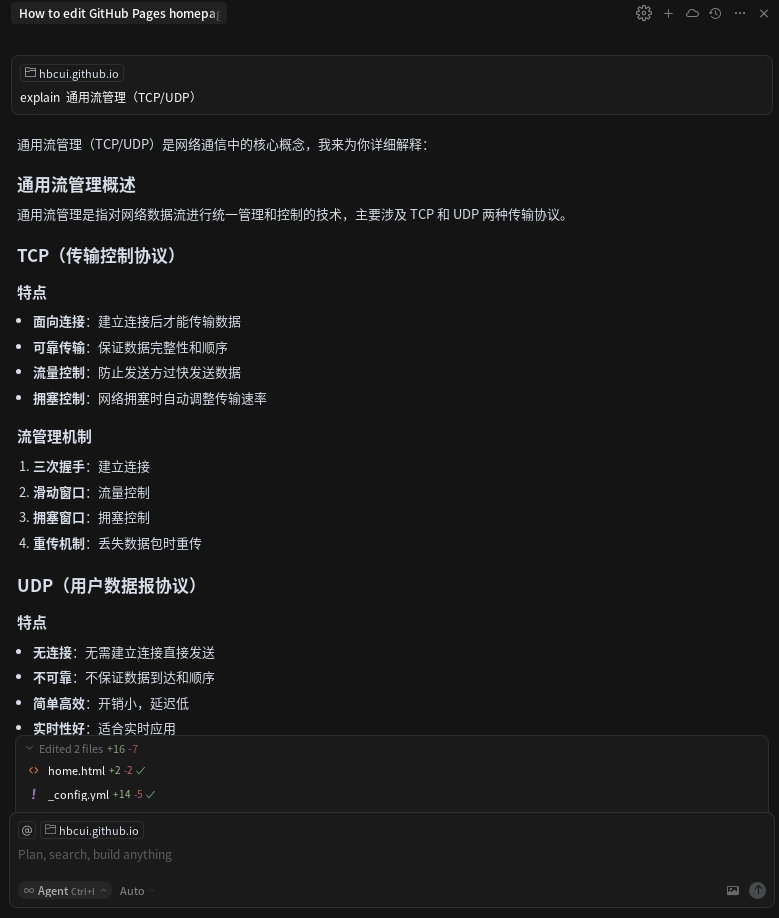 How to edit GitHub Pages homepa
hbcui.github.io
explain 通用流管理（TCP/UDP）
通用流管理（TCP/UDP）是网络通信中的核心概念，我来为你详细解释：
通用流管理概述
通用流管理是指对网络数据流进行统一管理和控制的技术，主要涉及 TCP 和 UDP 两种传输协议。
TCP（传输控制协议）
特点
• 面向连接：建立连接后才能传输数据
• 可靠传输：保证数据完整性和顺序
• 流量控制：防止发送方过快发送数据
• 拥塞控制：网络拥塞时自动调整传输速率
流管理机制
1. 三次握手：建立连接
2. 滑动窗口：流量控制
3. 拥塞窗口：拥塞控制
4. 重传机制：丢失数据包时重传
UDP（用户数据报协议）
特点
• 无连接：无需建立连接直接发送
• 不可靠：不保证数据到达和顺序
• 简单高效：开销小，延迟低
• 实时性好：适合实时应用
Edited 2 files +16 -7
<> home.html +2 -2 ✓
! _config.yml +14 -5 ✓
@ hbcui.github.io
Plan, search, build anything
∞ Agent Ctrl+I Auto